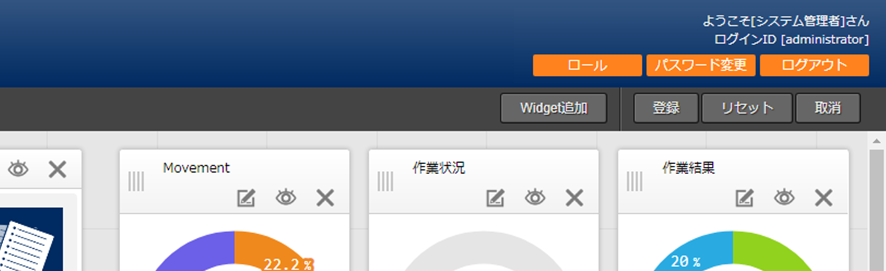 ようこそ[システム管理者]さん
ログインID [administrator]
ロール パスワード変更 ログアウト
Widget追加 登録 リセット 取消
Movement 作業状況 作業結果
22.2 % 20 %